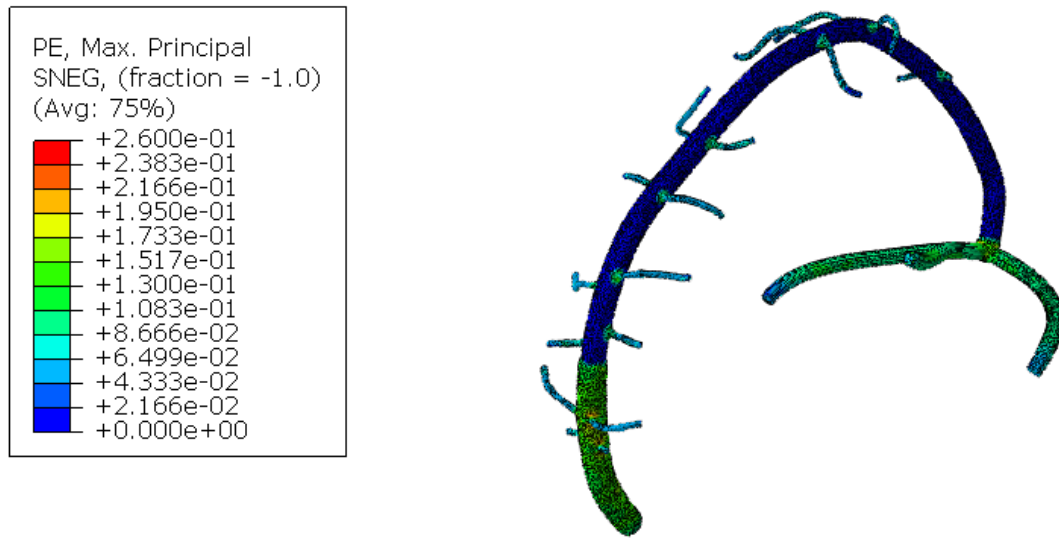 PE, Max. Principal
SNEG, (fraction = -1.0)
(Avg: 75%)
+2.600e-01
+2.383e-01
+2.166e-01
+1.950e-01
+1.733e-01
+1.517e-01
+1.300e-01
+1.083e-01
+8.666e-02
+6.499e-02
+4.333e-02
+2.166e-02
+0.000e+00